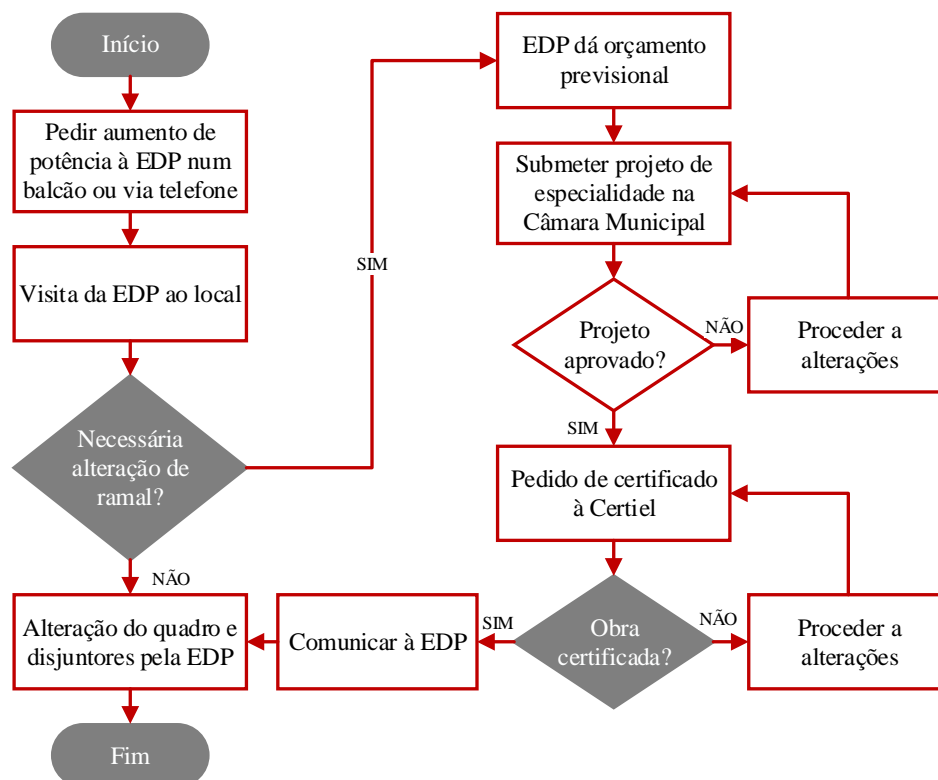 Início
Pedir aumento de
potência à EDP num
balcão ou via telefone
Visita da EDP ao local
Necessária
alteração de
ramal?
SIM
NÃO
EDP dá orçamento
previsional
Submeter projeto de
especialidade na
Câmara Municipal
Projeto
aprovado?
NÃO
Proceder a
alterações
SIM
Pedido de certificado
à Certiel
Obra
certificada?
NÃO
Proceder a
alterações
SIM
Comunicar à EDP
Alteração do quadro e
disjuntores pela EDP
Fim